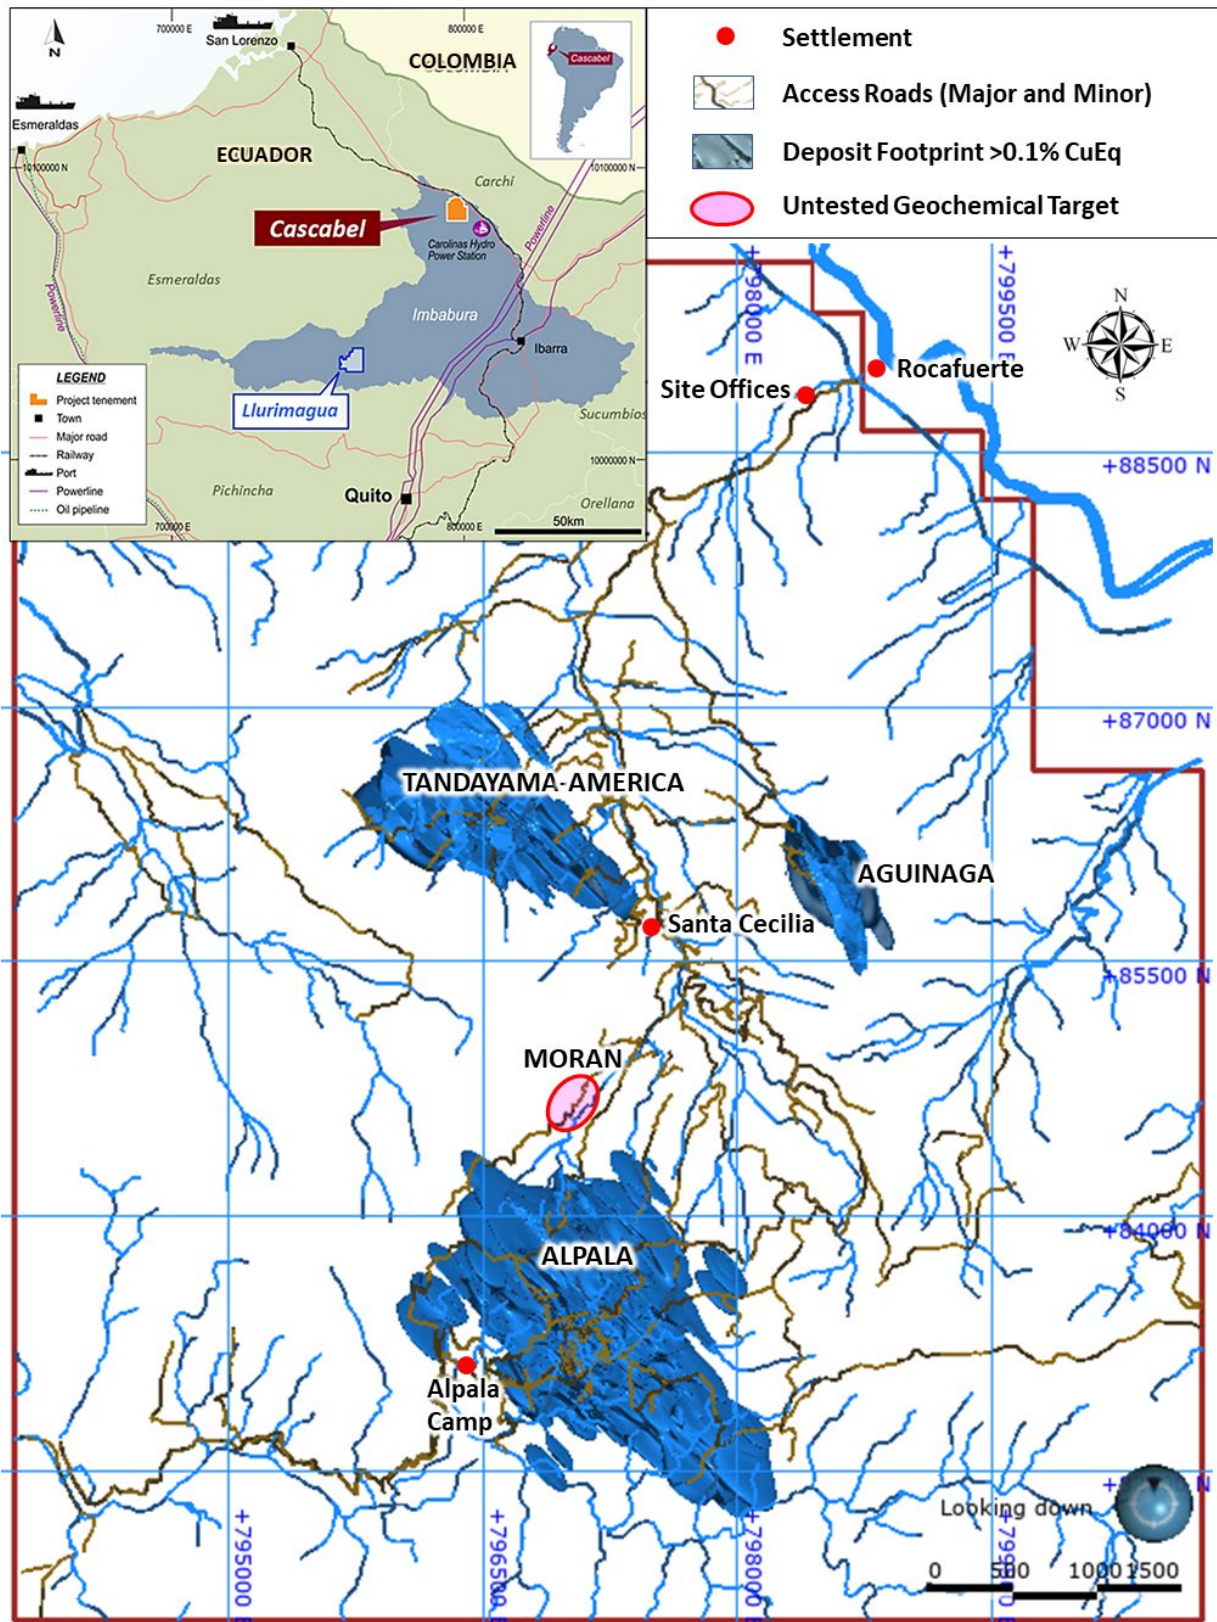 700000 E
800000 E
San Lorenzo
COLOMBIA
N
Cascabel
Esmeraldas
ECUADOR
10100000 N
10100000 N
Carchi
Cascabel
Carolinas Hydro
Power Station
Powerline
Esmeraldas
Powerline
Imbabura
Ibarra
Llurimagua
LEGEND
Project tenement
Town
Major road
Railway
Port
Powerline
Oil pipeline
Sucumbios
10000000 N
Pichincha
Quito
Orellana
700000 E
800000 E
50km
Settlement
Access Roads (Major and Minor)
Deposit Footprint >0.1% CuEq
Untested Geochemical Target
+798000 E
+799500 E
N
W
E
S
Rocafuerte
Site Offices
+88500 N
+87000 N
TANDAYAMA-AMERICA
AGUINAGA
Santa Cecilia
+85500 N
MORAN
+84000 N
ALPALA
Alpala
Camp
Looking down
+795000 E
+796500 E
+798000 E
0
500
1000
1500